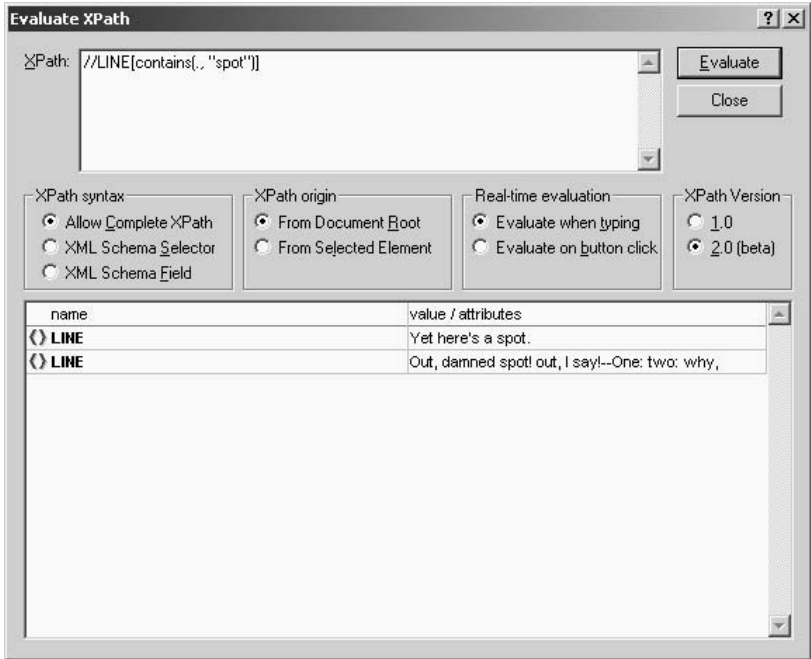 Evaluate XPath
XPath: //LINE[contains(., "spot")]
Evaluate
Close
XPath syntax
Allow Complete XPath
XML Schema Selector
XML Schema Field
XPath origin
From Document Root
From Selected Element
Real-time evaluation
Evaluate when typing
Evaluate on button click
XPath Version
1.0
2.0 (beta)
name value / attributes
LINE Yet here's a spot.
LINE Out, damned spot! out, I say!--One: two: why,